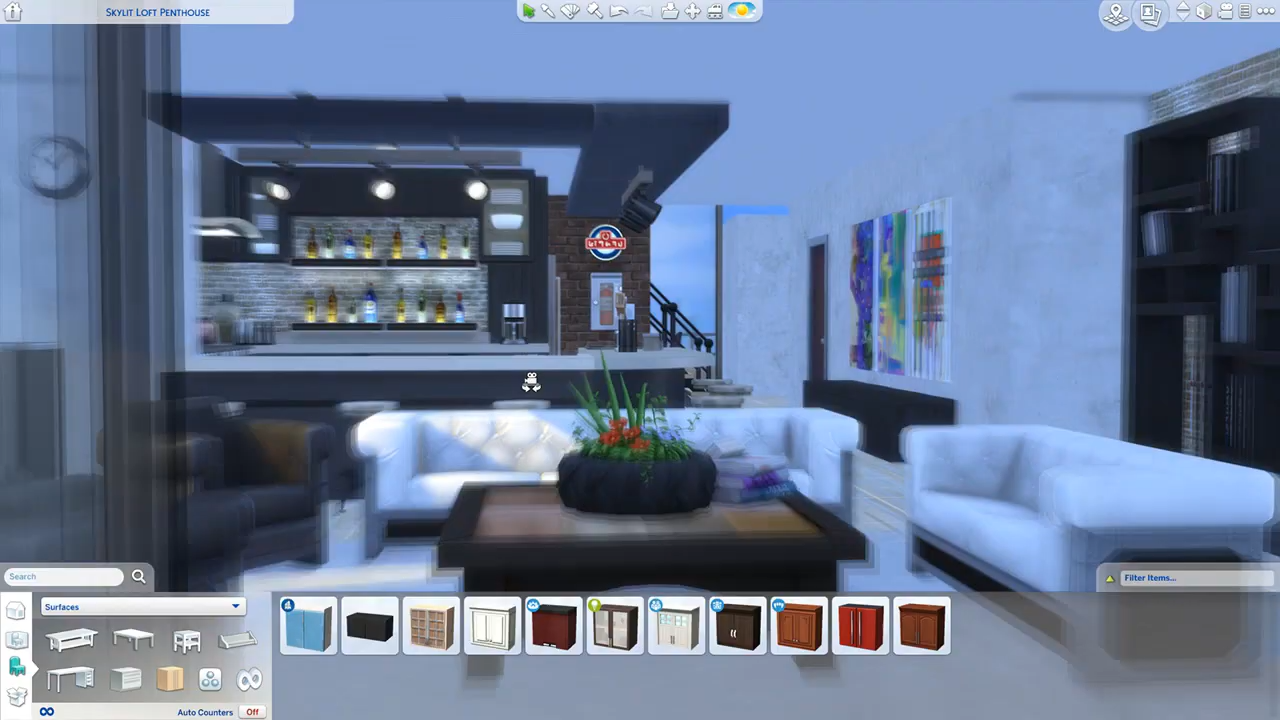 SKYLIT LOFT PENTHOUSE
Search
Filter Items...
Surfaces
Auto Counters
Off